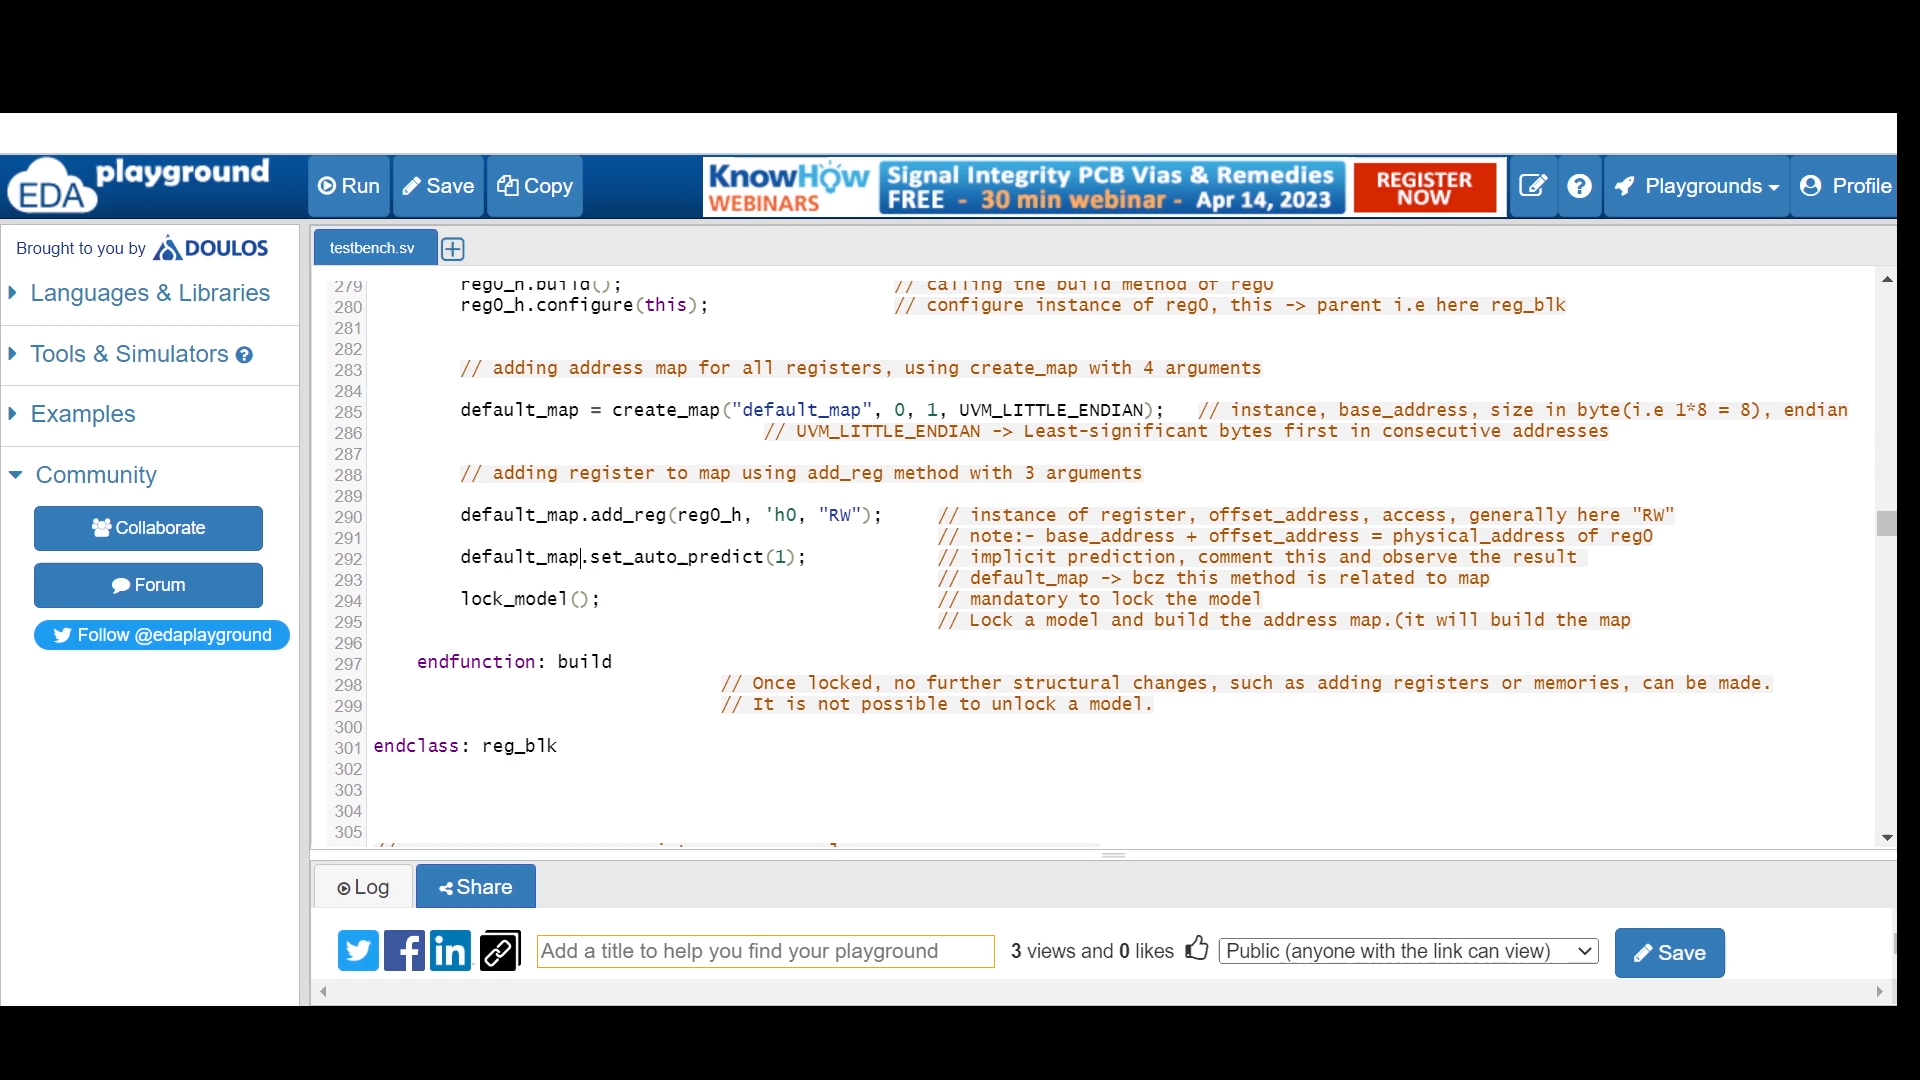 EDA playground
Run
Save
Copy
KnowHow WEBINARS
Signal Integrity PCB Vias & Remedies
FREE - 30 min webinar - Apr 14, 2023
REGISTER NOW
Playgrounds
Profile
Brought to you by DOULOS
Languages & Libraries
Tools & Simulators
Examples
Community
Collaborate
Forum
Follow @edaplayground
testbench.sv
279 reg0_h.build(); // calling the build method of reg0
280 reg0_h.configure(this); // configure instance of reg0, this -> parent i.e here reg_blk
281
282
283 // adding address map for all registers, using create_map with 4 arguments
284
285 default_map = create_map("default_map", 0, 1, UVM_LITTLE_ENDIAN); // instance, base_address, size in byte(i.e 1*8 = 8), endian
286 // UVM_LITTLE_ENDIAN -> Least-significant bytes first in consecutive addresses
287
288 // adding register to map using add_reg method with 3 arguments
289
290 default_map.add_reg(reg0_h, 'h0, "RW"); // instance of register, offset_address, access, generally here "RW"
291 // note:- base_address + offset_address = physical_address of reg0
292 default_map.set_auto_predict(1); // implicit prediction, comment this and observe the result
293 // default_map -> bcz this method is related to map
294 lock_model(); // mandatory to lock the model
295 // Lock a model and build the address map.(it will build the map
296
297 endfunction: build
298 // Once locked, no further structural changes, such as adding registers or memories, can be made.
299 // It is not possible to unlock a model.
300
301 endclass: reg_blk
302
303
304
305
Log
Share
Add a title to help you find your playground
3 views and 0 likes
Public (anyone with the link can view)
Save